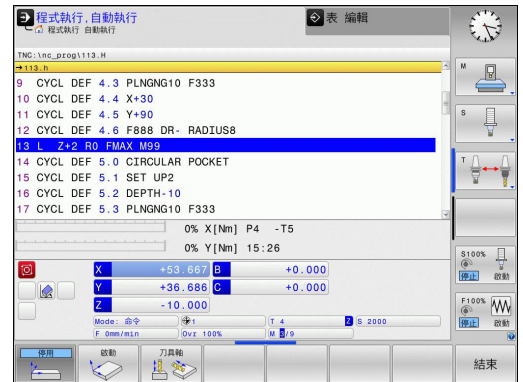 程式執行,自動執行
表 編輯
程式執行 自動執行
TNC:\nc_prog\113.H
→113.h
9 CYCL DEF 4.3 PLNGNG10 F333
10 CYCL DEF 4.4 X+30
11 CYCL DEF 4.5 Y+90
12 CYCL DEF 4.6 F888 DR- RADIUS8
13 L Z+2 R0 FMAX M99
14 CYCL DEF 5.0 CIRCULAR POCKET
15 CYCL DEF 5.1 SET UP2
16 CYCL DEF 5.2 DEPTH-10
17 CYCL DEF 5.3 PLNGNG10 F333
0% X[Nm] P4 -T5
0% Y[Nm] 15:26
X +53.667 B +0.000
Y +36.686 C +0.000
Z -10.000
Mode: 命令 1 T 4 Z S 2000
F 0mm/min Ovr 100% M 3/9
M
S
T
S100%
停止 啟動
F100%
停止 啟動
停用 啟動 刀具軸 結束